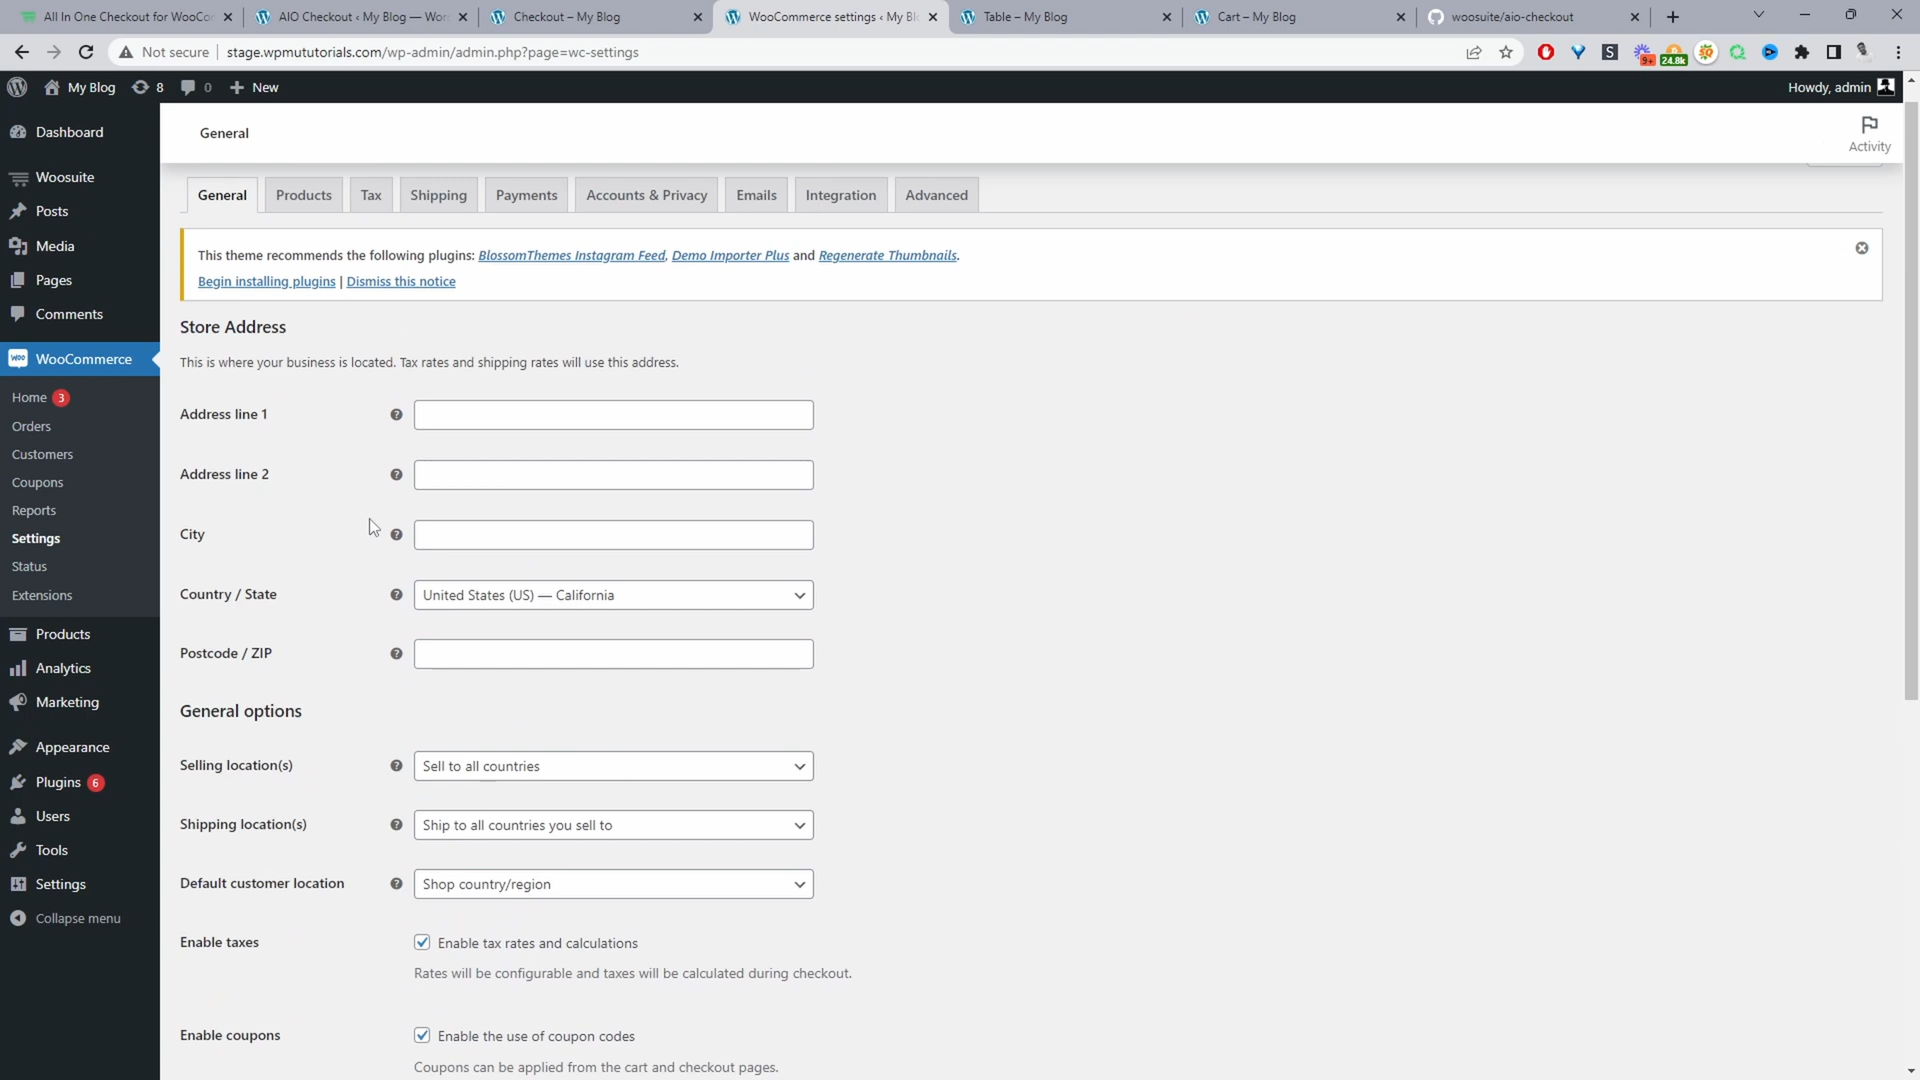 All In One Checkout for WooCor
AIO Checkout ‹ My Blog — Wor
Checkout – My Blog
WooCommerce settings ‹ My Bl
Table – My Blog
Cart – My Blog
woosuite/aio-checkout
Not secure
stage.wpmututorials.com/wp-admin/admin.php?page=wc-settings
9+
24.8k
My Blog
8
0
New
Howdy, admin
Dashboard
Woosuite
Posts
Media
Pages
Comments
WooCommerce
Home 3
Orders
Customers
Coupons
Reports
Settings
Status
Extensions
Products
Analytics
Marketing
Appearance
Plugins 6
Users
Tools
Settings
Collapse menu
General
Activity
General
Products
Tax
Shipping
Payments
Accounts & Privacy
Emails
Integration
Advanced
This theme recommends the following plugins: BlossomThemes Instagram Feed, Demo Importer Plus and Regenerate Thumbnails.
Begin installing plugins | Dismiss this notice
Store Address
This is where your business is located. Tax rates and shipping rates will use this address.
Address line 1
Address line 2
City
Country / State
United States (US) — California
Postcode / ZIP
General options
Selling location(s)
Sell to all countries
Shipping location(s)
Ship to all countries you sell to
Default customer location
Shop country/region
Enable taxes
Enable tax rates and calculations
Rates will be configurable and taxes will be calculated during checkout.
Enable coupons
Enable the use of coupon codes
Coupons can be applied from the cart and checkout pages.